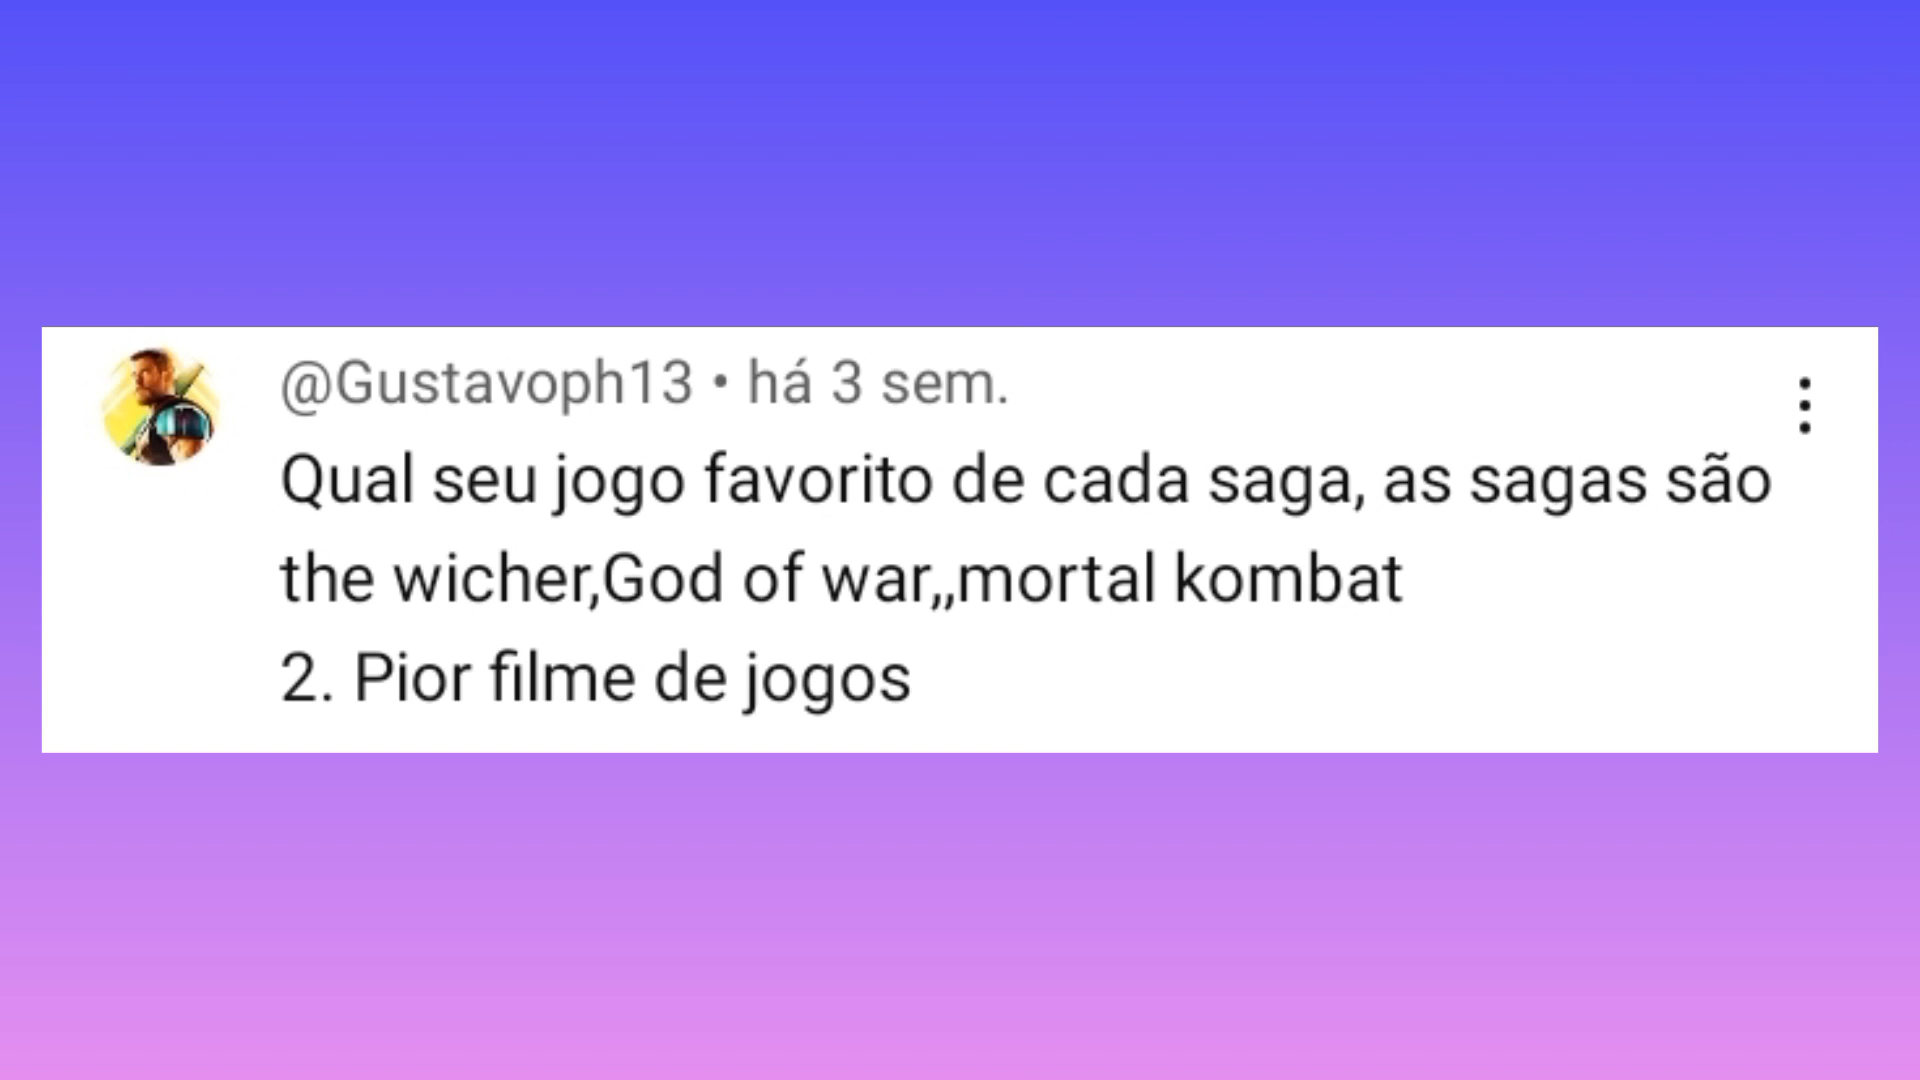 @Gustavoph13 • há 3 sem.
Qual seu jogo favorito de cada saga, as sagas são
the wicher,God of war,,mortal kombat
2. Pior filme de jogos